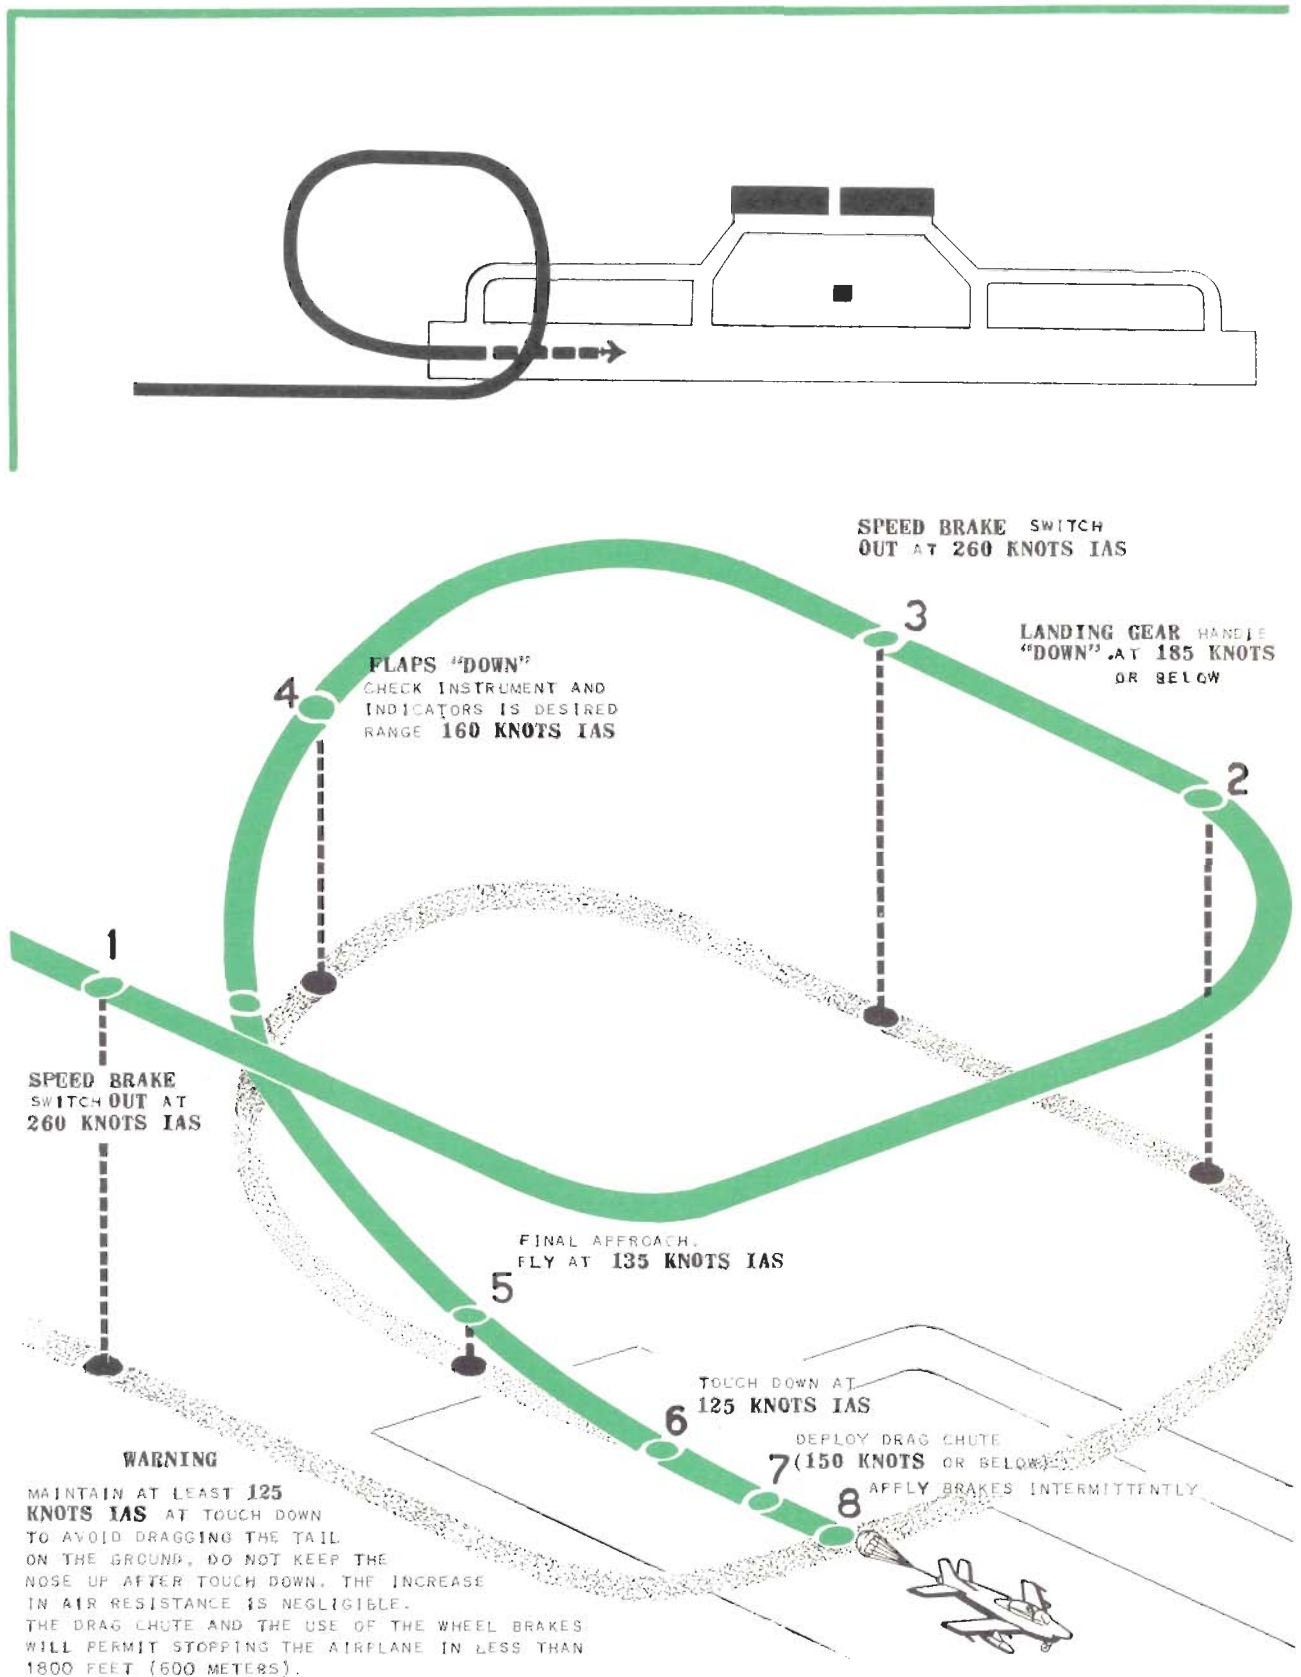 SPEED BRAKE SWITCH
OUT AT 260 KNOTS IAS
3
LANDING GEAR HANDLE
"DOWN" .AT 185 KNOTS
OR BELOW
2
4
FLAPS "DOWN"
CHECK INSTRUMENT AND
INDICATORS IS DESIRED
RANGE 160 KNOTS IAS
1
SPEED BRAKE
SWITCH OUT AT
260 KNOTS IAS
FINAL APPROACH.
FLY AT 135 KNOTS IAS
5
TOUCH DOWN AT
125 KNOTS IAS
6
DEPLOY DRAG CHUTE
7 (150 KNOTS OR BELOW)
8 APPLY BRAKES INTERMITTENTLY
WARNING
MAINTAIN AT LEAST 125
KNOTS IAS AT TOUCH DOWN
TO AVOID DRAGGING THE TAIL
ON THE GROUND. DO NOT KEEP THE
NOSE UP AFTER TOUCH DOWN. THE INCREASE
IN AIR RESISTANCE IS NEGLIGIBLE.
THE DRAG CHUTE AND THE USE OF THE WHEEL BRAKES
WILL PERMIT STOPPING THE AIRPLANE IN LESS THAN
1800 FEET (600 METERS).